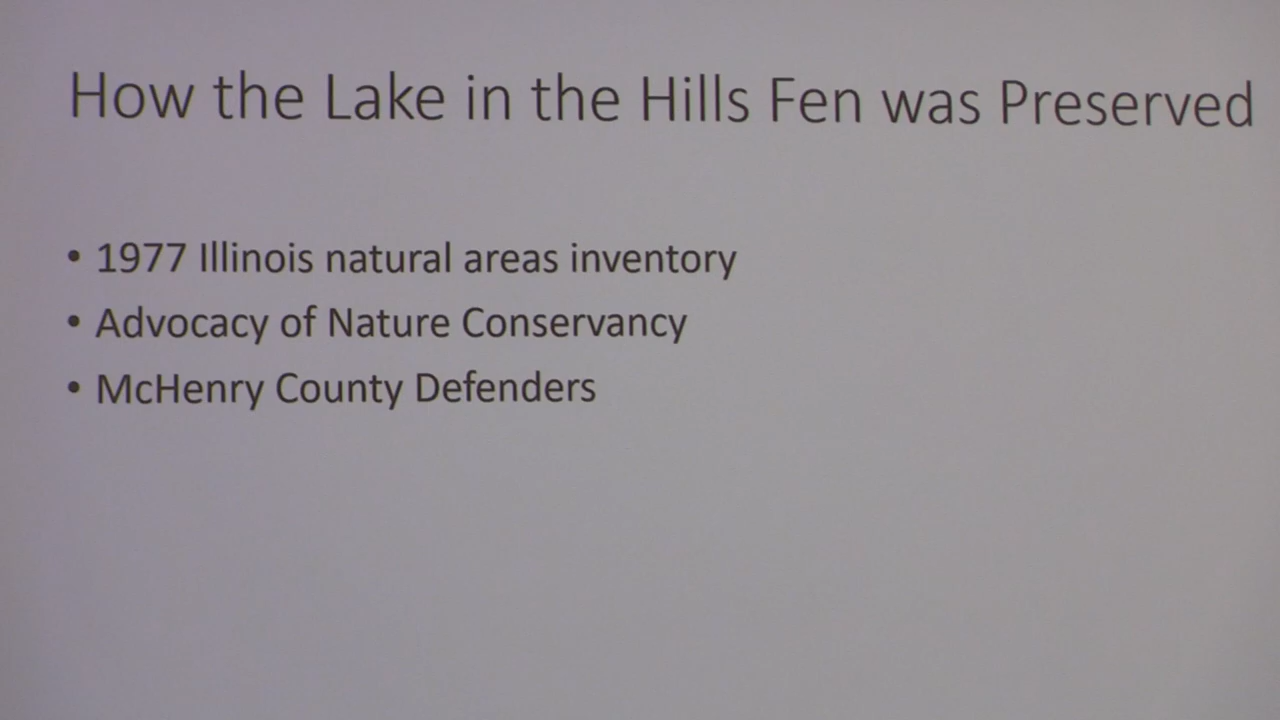 How the Lake in the Hills Fen was Preserved
• 1977 Illinois natural areas inventory
• Advocacy of Nature Conservancy
• McHenry County Defenders